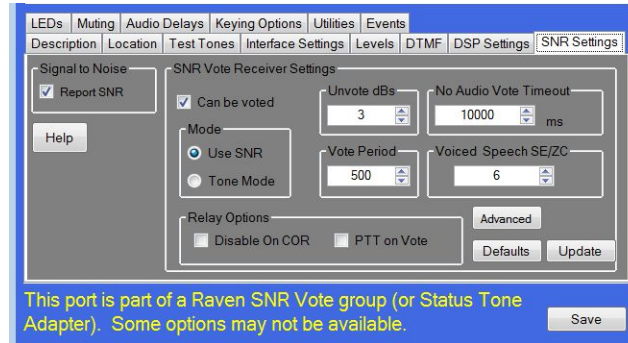 LEDs Muting Audio Delays Keying Options Utilities Events
Description Location Test Tones Interface Settings Levels DTMF DSP Settings SNR Settings
Signal to Noise
Report SNR
Help
SNR Vote Receiver Settings
Can be voted
Mode
Use SNR
Tone Mode
Unvote dBs
3
No Audio Vote Timeout
10000 ms
Vote Period
500
Voiced Speech SE/ZC
6
Relay Options
Disable On COR PTT on Vote
Advanced
Defaults Update
This port is part of a Raven SNR Vote group (or Status Tone
Adapter). Some options may not be available.
Save